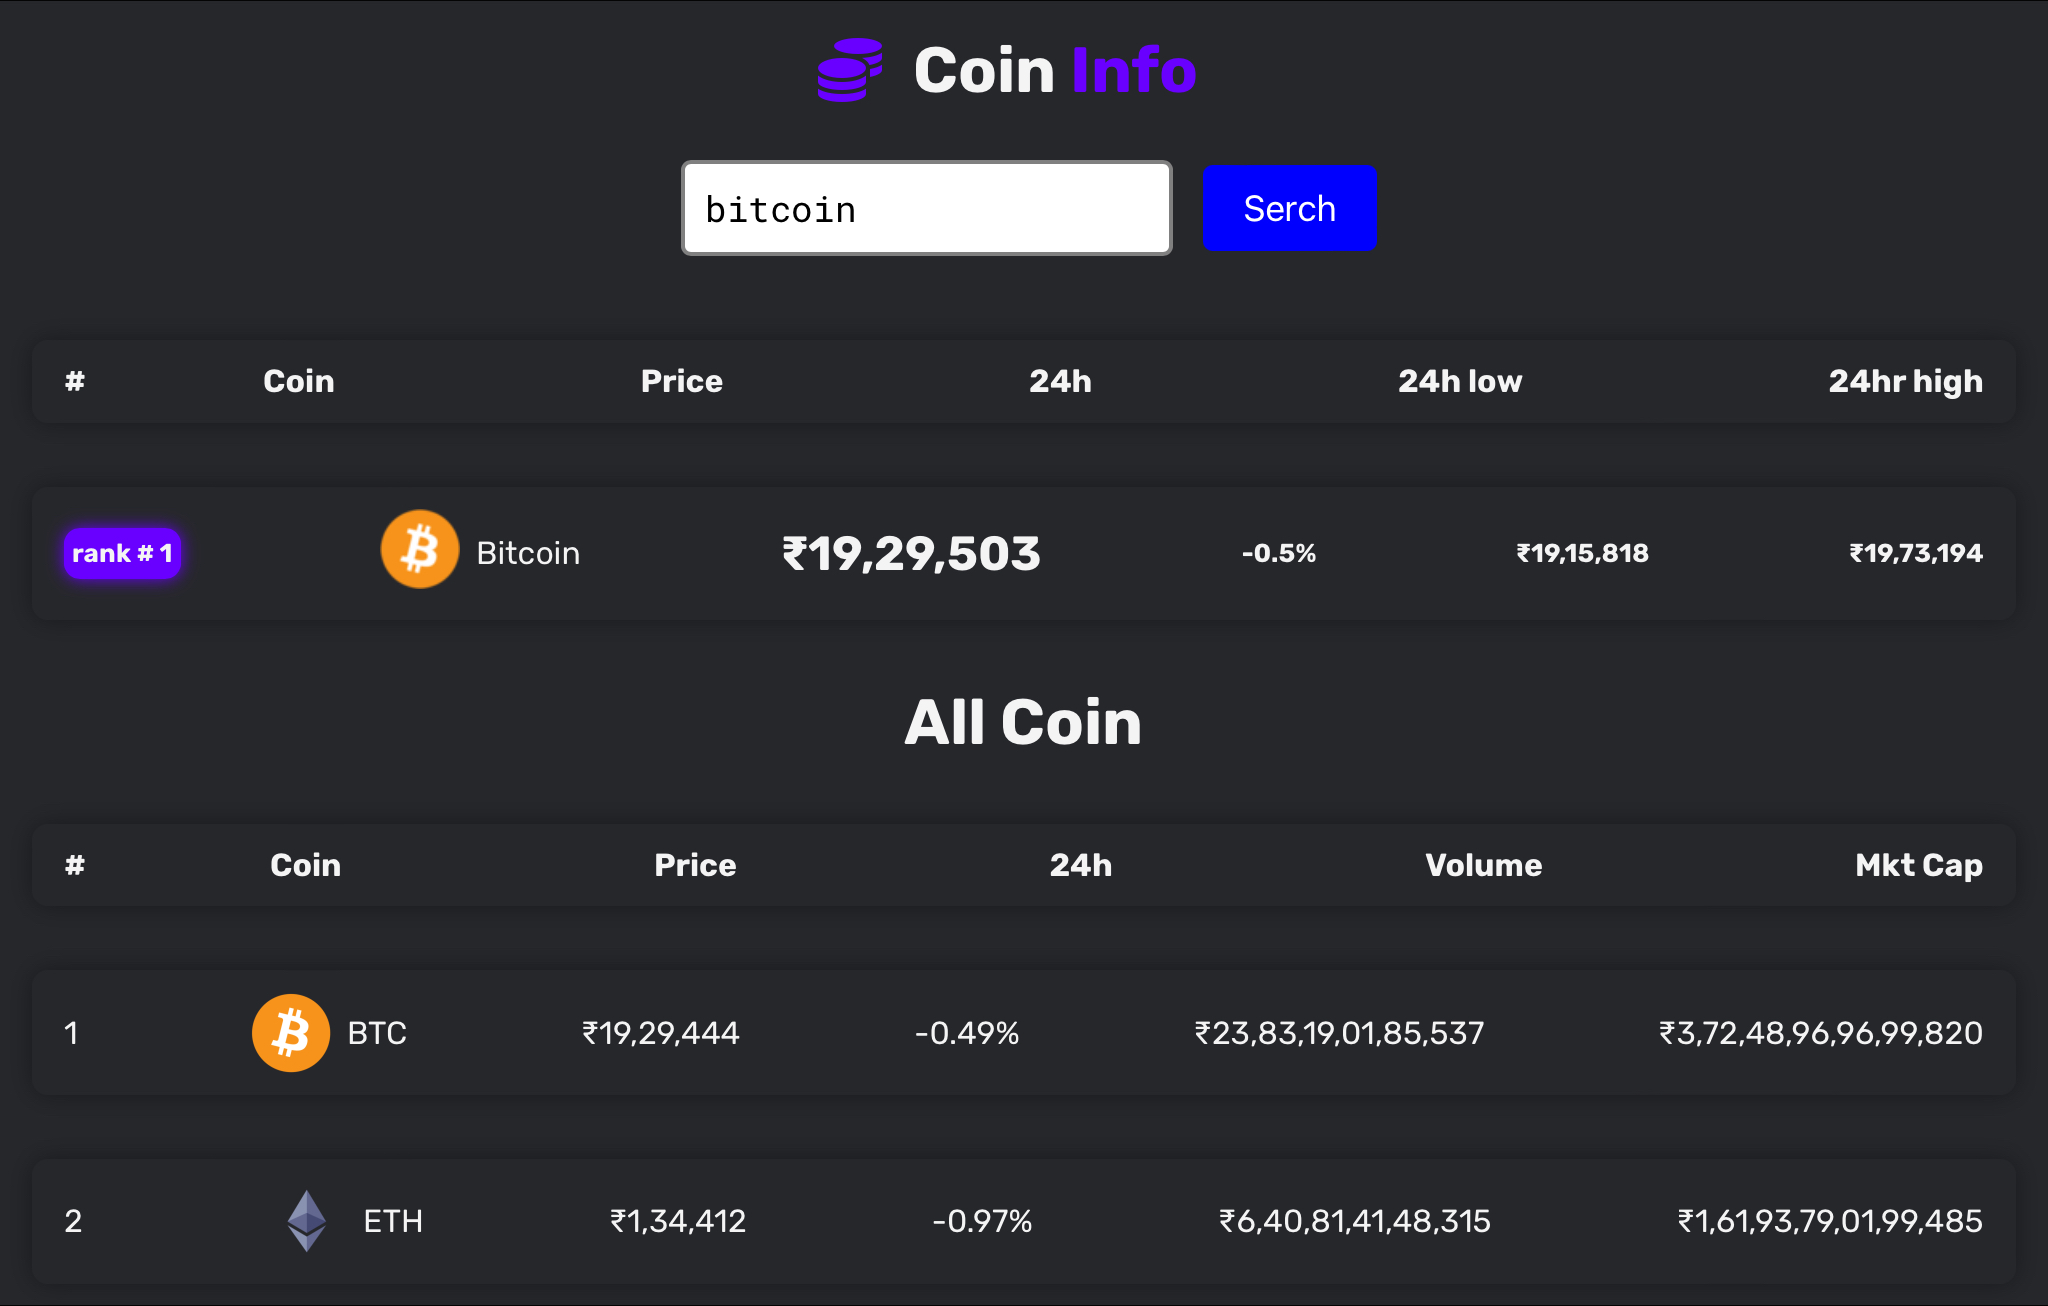 Coin Info
bitcoin Serch
# Coin Price 24h 24h low 24hr high
rank # 1 Bitcoin ₹19,29,503 -0.5% ₹19,15,818 ₹19,73,194
All Coin
# Coin Price 24h Volume Mkt Cap
1 BTC ₹19,29,444 -0.49% ₹23,83,19,01,85,537 ₹3,72,48,96,96,99,820
2 ETH ₹1,34,412 -0.97% ₹6,40,81,41,48,315 ₹1,61,93,79,01,99,485